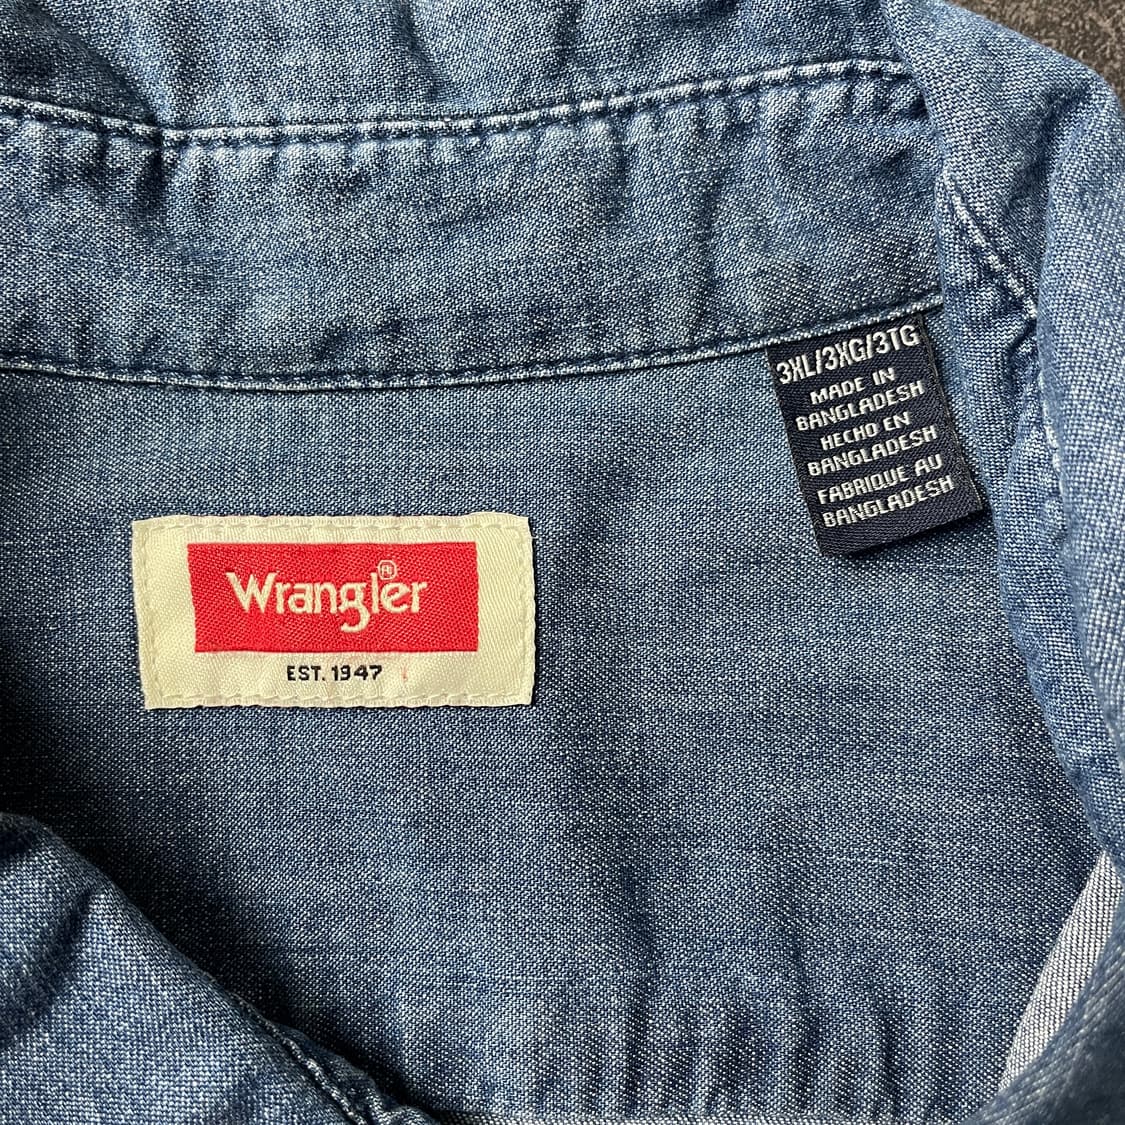 3XL/3XG/3TG
MADE IN
BANGLADESH
HECHO EN
BANGLADESH
FABRIQUE AU
BANGLADESH
Wrangler®
EST. 1947